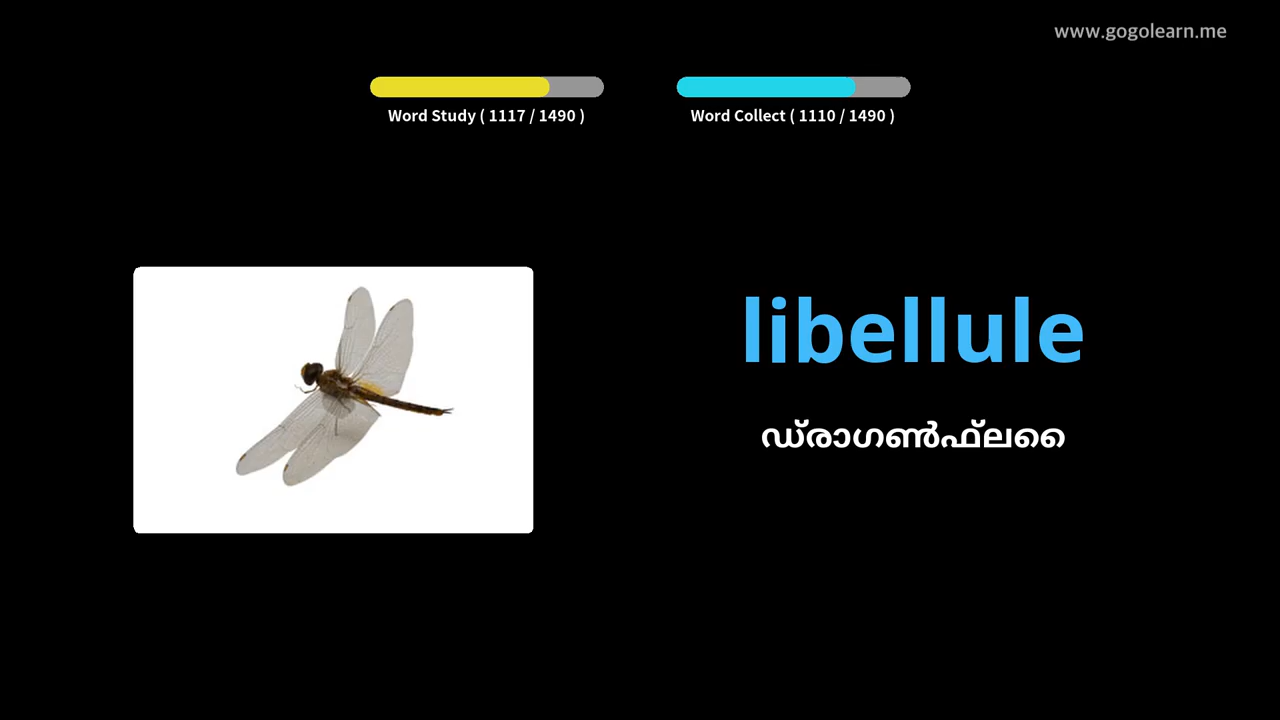 www.gogolearn.me
Word Study ( 1117 / 1490 )
Word Collect ( 1110 / 1490 )
libellule
ഡ്രാഗൺഫ്ലൈ